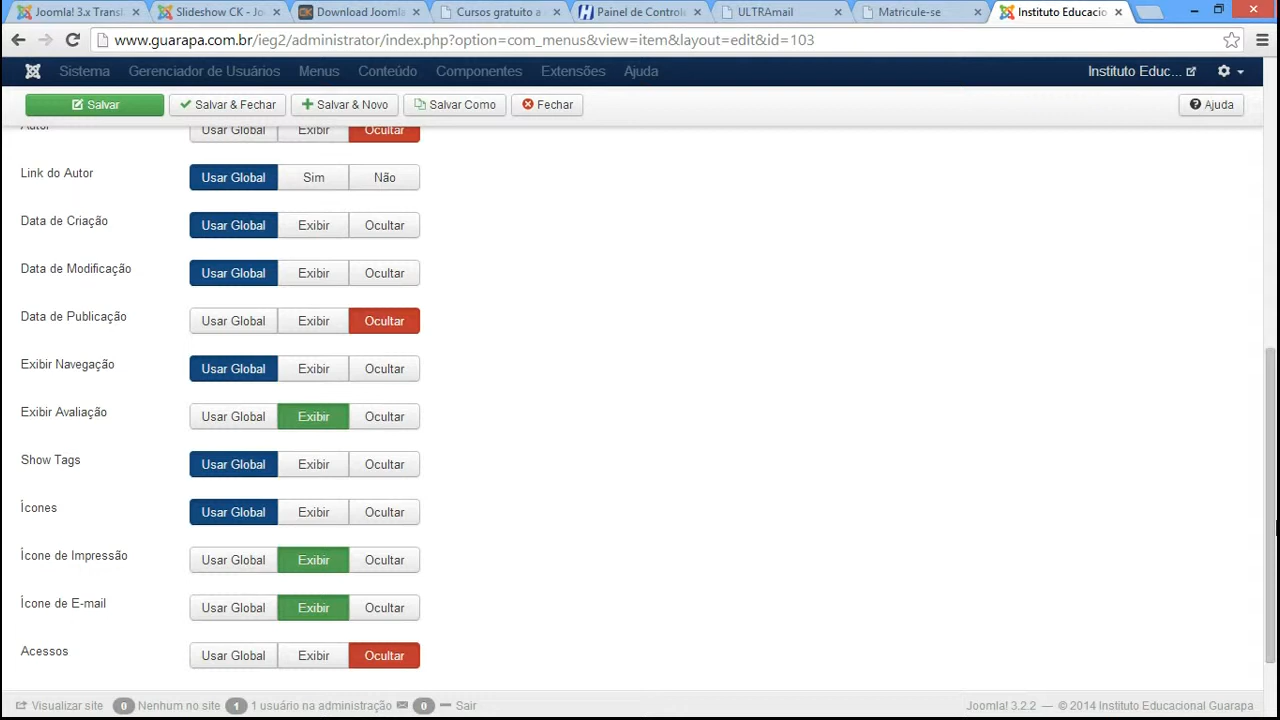 Joomla! 3.x Transl
Slideshow CK - Jo
Download Joomla
Cursos gratuito a
Painel de Control
ULTRAmail
Matricule-se
Instituto Educacio
www.guarapa.com.br/ieg2/administrator/index.php?option=com_menus&view=item&layout=edit&id=103
Sistema Gerenciador de Usuários Menus Conteúdo Componentes Extensões Ajuda Instituto Educ...
Salvar Salvar & Fechar Salvar & Novo Salvar Como Fechar Ajuda
Autor Usar Global Exibir Ocultar
Link do Autor Usar Global Sim Não
Data de Criação Usar Global Exibir Ocultar
Data de Modificação Usar Global Exibir Ocultar
Data de Publicação Usar Global Exibir Ocultar
Exibir Navegação Usar Global Exibir Ocultar
Exibir Avaliação Usar Global Exibir Ocultar
Show Tags Usar Global Exibir Ocultar
Ícones Usar Global Exibir Ocultar
Ícone de Impressão Usar Global Exibir Ocultar
Ícone de E-mail Usar Global Exibir Ocultar
Acessos Usar Global Exibir Ocultar
Visualizar site 0 Nenhum no site 1 1 usuário na administração 0 Sair Joomla! 3.2.2 — © 2014 Instituto Educacional Guarapa